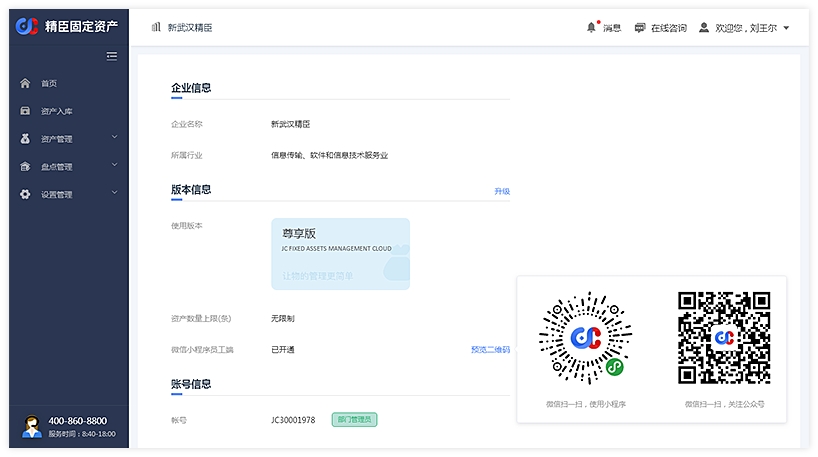 精臣固定资产
新武汉精臣
消息
在线咨询
欢迎您，刘王尔
首页
资产入库
资产管理
盘点管理
设置管理
企业信息
企业名称
新武汉精臣
所属行业
信息传输、软件和信息技术服务业
版本信息
升级
使用版本
尊享版
JC FIXED ASSETS MANAGEMENT CLOUD
让物的管理更简单
资产数量上限(条)
无限制
微信小程序员工端
已开通
预览二维码
账号信息
帐号
JC30001978
部门管理员
微信扫一扫，使用小程序
微信扫一扫，关注公众号
400-860-8800
服务时间：8:40-18:00